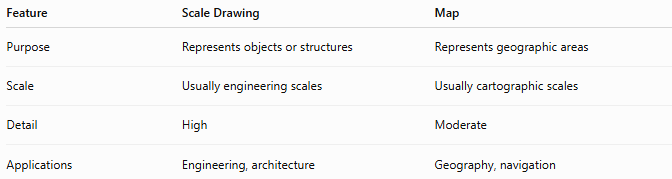 Feature Scale Drawing Map
Purpose Represents objects or structures Represents geographic areas
Scale Usually engineering scales Usually cartographic scales
Detail High Moderate
Applications Engineering, architecture Geography, navigation